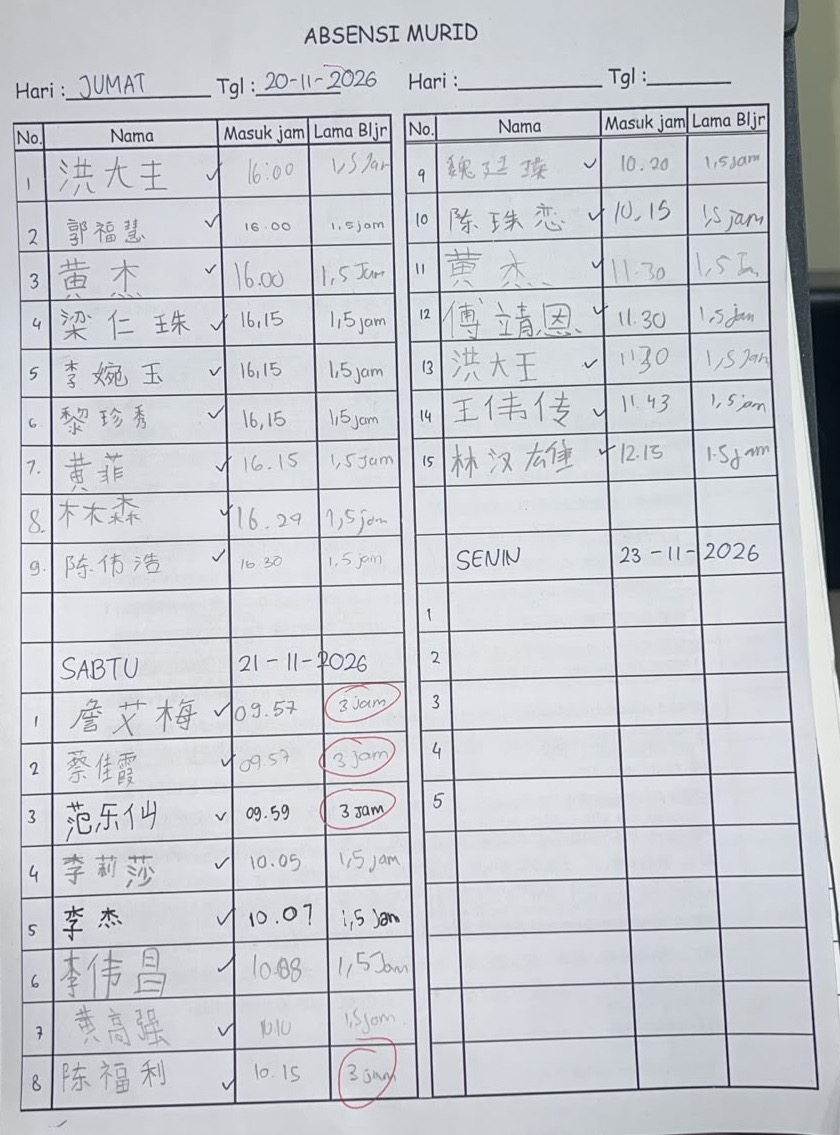 ABSENSI MURID
Hari : JUMAT Tgl : 20-11-2026
No. Nama Masuk jam Lama Bljr
1 洪大王 ✓ 16:00 1,5 Jam
2 郭福慧 ✓ 16.00 1,5 jam
3 黄杰 ✓ 16.00 1,5 Jam
4 梁仁珠 ✓ 16,15 1,5 jam
5 李婉玉 ✓ 16,15 1,5 jam
6 黎珍秀 ✓ 16,15 1,5 jam
7. 黄菲 ✓ 16.15 1,5 Jam
8. 木木森 ✓ 16.29 1,5 jam
9. 陈伟浩 ✓ 16 30 1.5 jam
SABTU 21-11-2026
1 詹艾梅 ✓ 09.57 3 jam
2 蔡佳霞 ✓ 09.57 3 jam
3 范乐仙 ✓ 09.59 3 Jam
4 李莉莎 ✓ 10.05 1,5 jam
5 李杰 ✓ 10.07 1,5 Jam
6 李伟昌 ✓ 10.08 1,5 Jam
7 黄高强 ✓ 10.10 1,5 jam.
8 陈福利 ✓ 10.15 3 jam
Hari : Tgl :
No. Nama Masuk jam Lama Bljr
9 魏廷瑛 ✓ 10.20 1,5 jam
10 陈珠恋 ✓ 10,15 1,5 jam
11 黄杰 ✓ 11.30
12 傅靖恩 ✓ 11.30 1,5 jam
13 洪大王 ✓ 11 30 1,5 Jam
14 王伟传 ✓ 11.43 1,5 jam
15 林汉雄 ✓ 12.15 1.5 jam
SENIN 23-11-2026
1
2
3
4
5